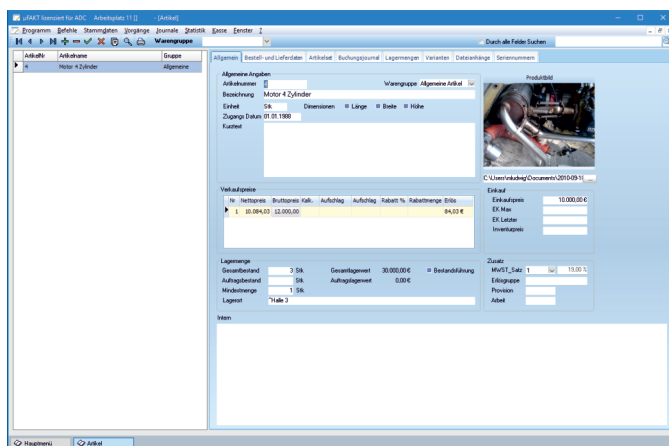 µFAKT lizensiert für ADC Arbeitsplatz 11 [] - [Artikel]
Programm Befehle Stammdaten Vorgänge Journale Statistik Kasse Fenster ?
Warengruppe Durch alle Felder Suchen
ArtikelNr Artikelname Gruppe
4 Motor 4 Zylinder Allgemeine
Allgemein Bestell- und Lieferdaten Artikelset Buchungsjournal Lagermengen Varianten Dateianhänge Seriennummern
Allgemeine Angaben
Artikelnummer 4 Warengruppe Allgemeine Artikel
Bezeichnung Motor 4 Zylinder
Einheit Stk Dimensionen Länge Breite Höhe
Zugangs Datum 01.01.1988
Kurztext
Produktbild
C:\Users\mludwig\Documents\2010-09-1 ...
Verkaufspreise
Nr Nettopreis Bruttopreis Kalk. Aufschlag Aufschlag Rabatt % Rabattmenge Erlös
1 10.084,03 12.000,00 84,03 €
Einkauf
Einkaufspreis 10.000,00 €
EK Max
EK Letzter
Inventurpreis
Lagermenge
Gesamtbestand 3 Stk Gesamtlagerwert 30.000,00 € Bestandsführung
Auftragsbestand Stk Auftragslagerwert 0,00 €
Mindestmenge 1 Stk
Lagerort "Halle 3
Zusatz
MWST_Satz 1 19,00 %
Erlösgruppe
Provision
Arbeit
Intern
Hauptmenü Artikel